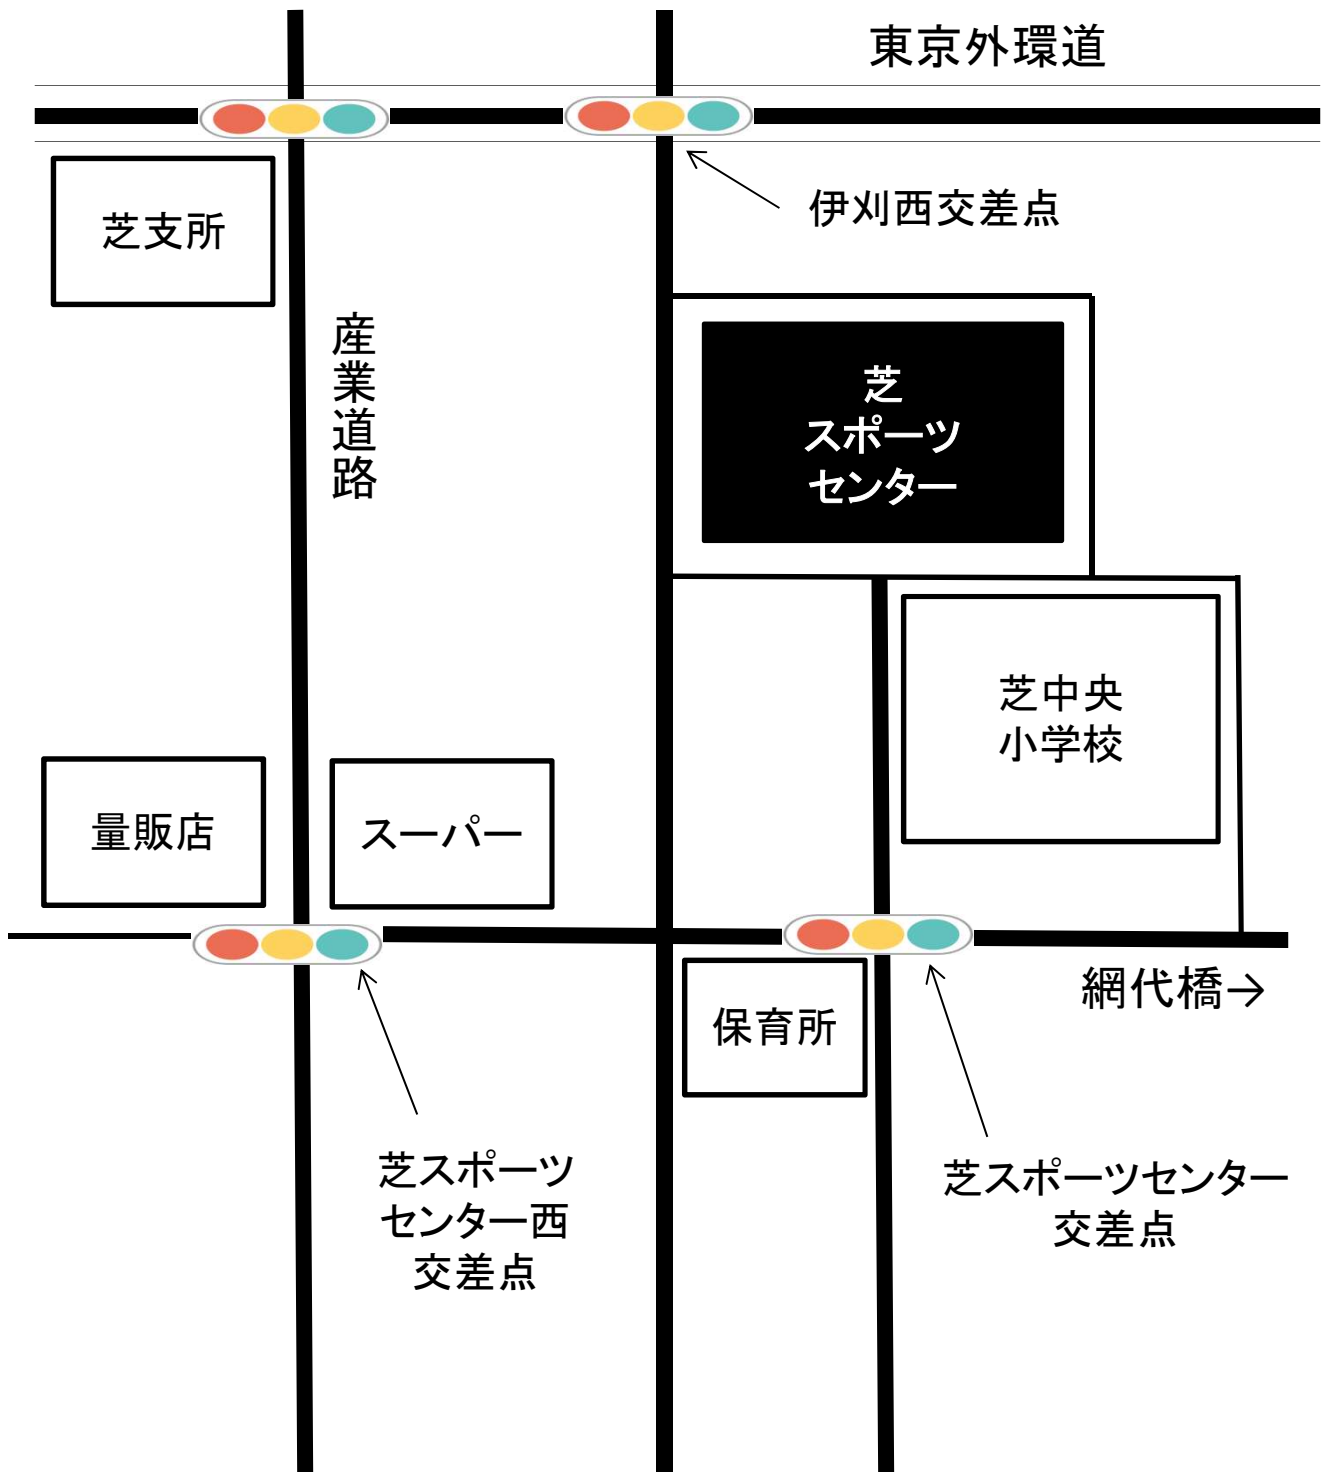 東京外環道
伊刈西交差点
芝支所
産業道路
芝
スポーツ
センター
芝中央
小学校
量販店
スーパー
網代橋→
保育所
芝スポーツ
センター西
交差点
芝スポーツセンター
交差点